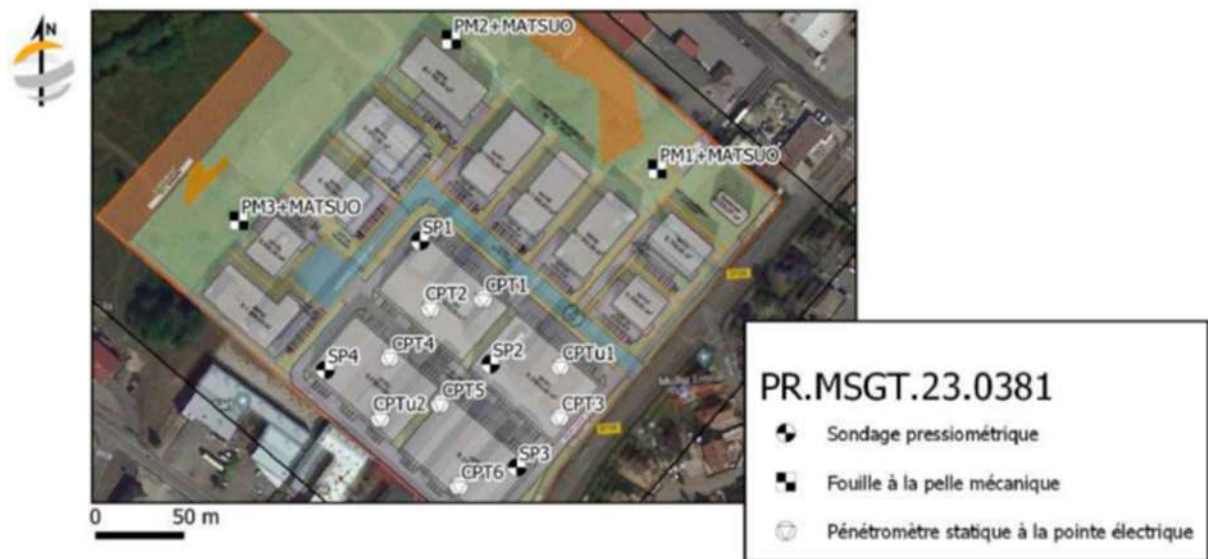 N
PM2+MATSUO
PM1+MATSUO
PM3+MATSUO
SP1
CPT1
CPT2
CPT4
SP2
CPTu1
SP4
CPT5
CPTu2
CPT3
SP3
CPT6
0 50 m
PR.MSGT.23.0381
Sondage pressiométrique
Fouille à la pelle mécanique
Pénétromètre statique à la pointe électrique